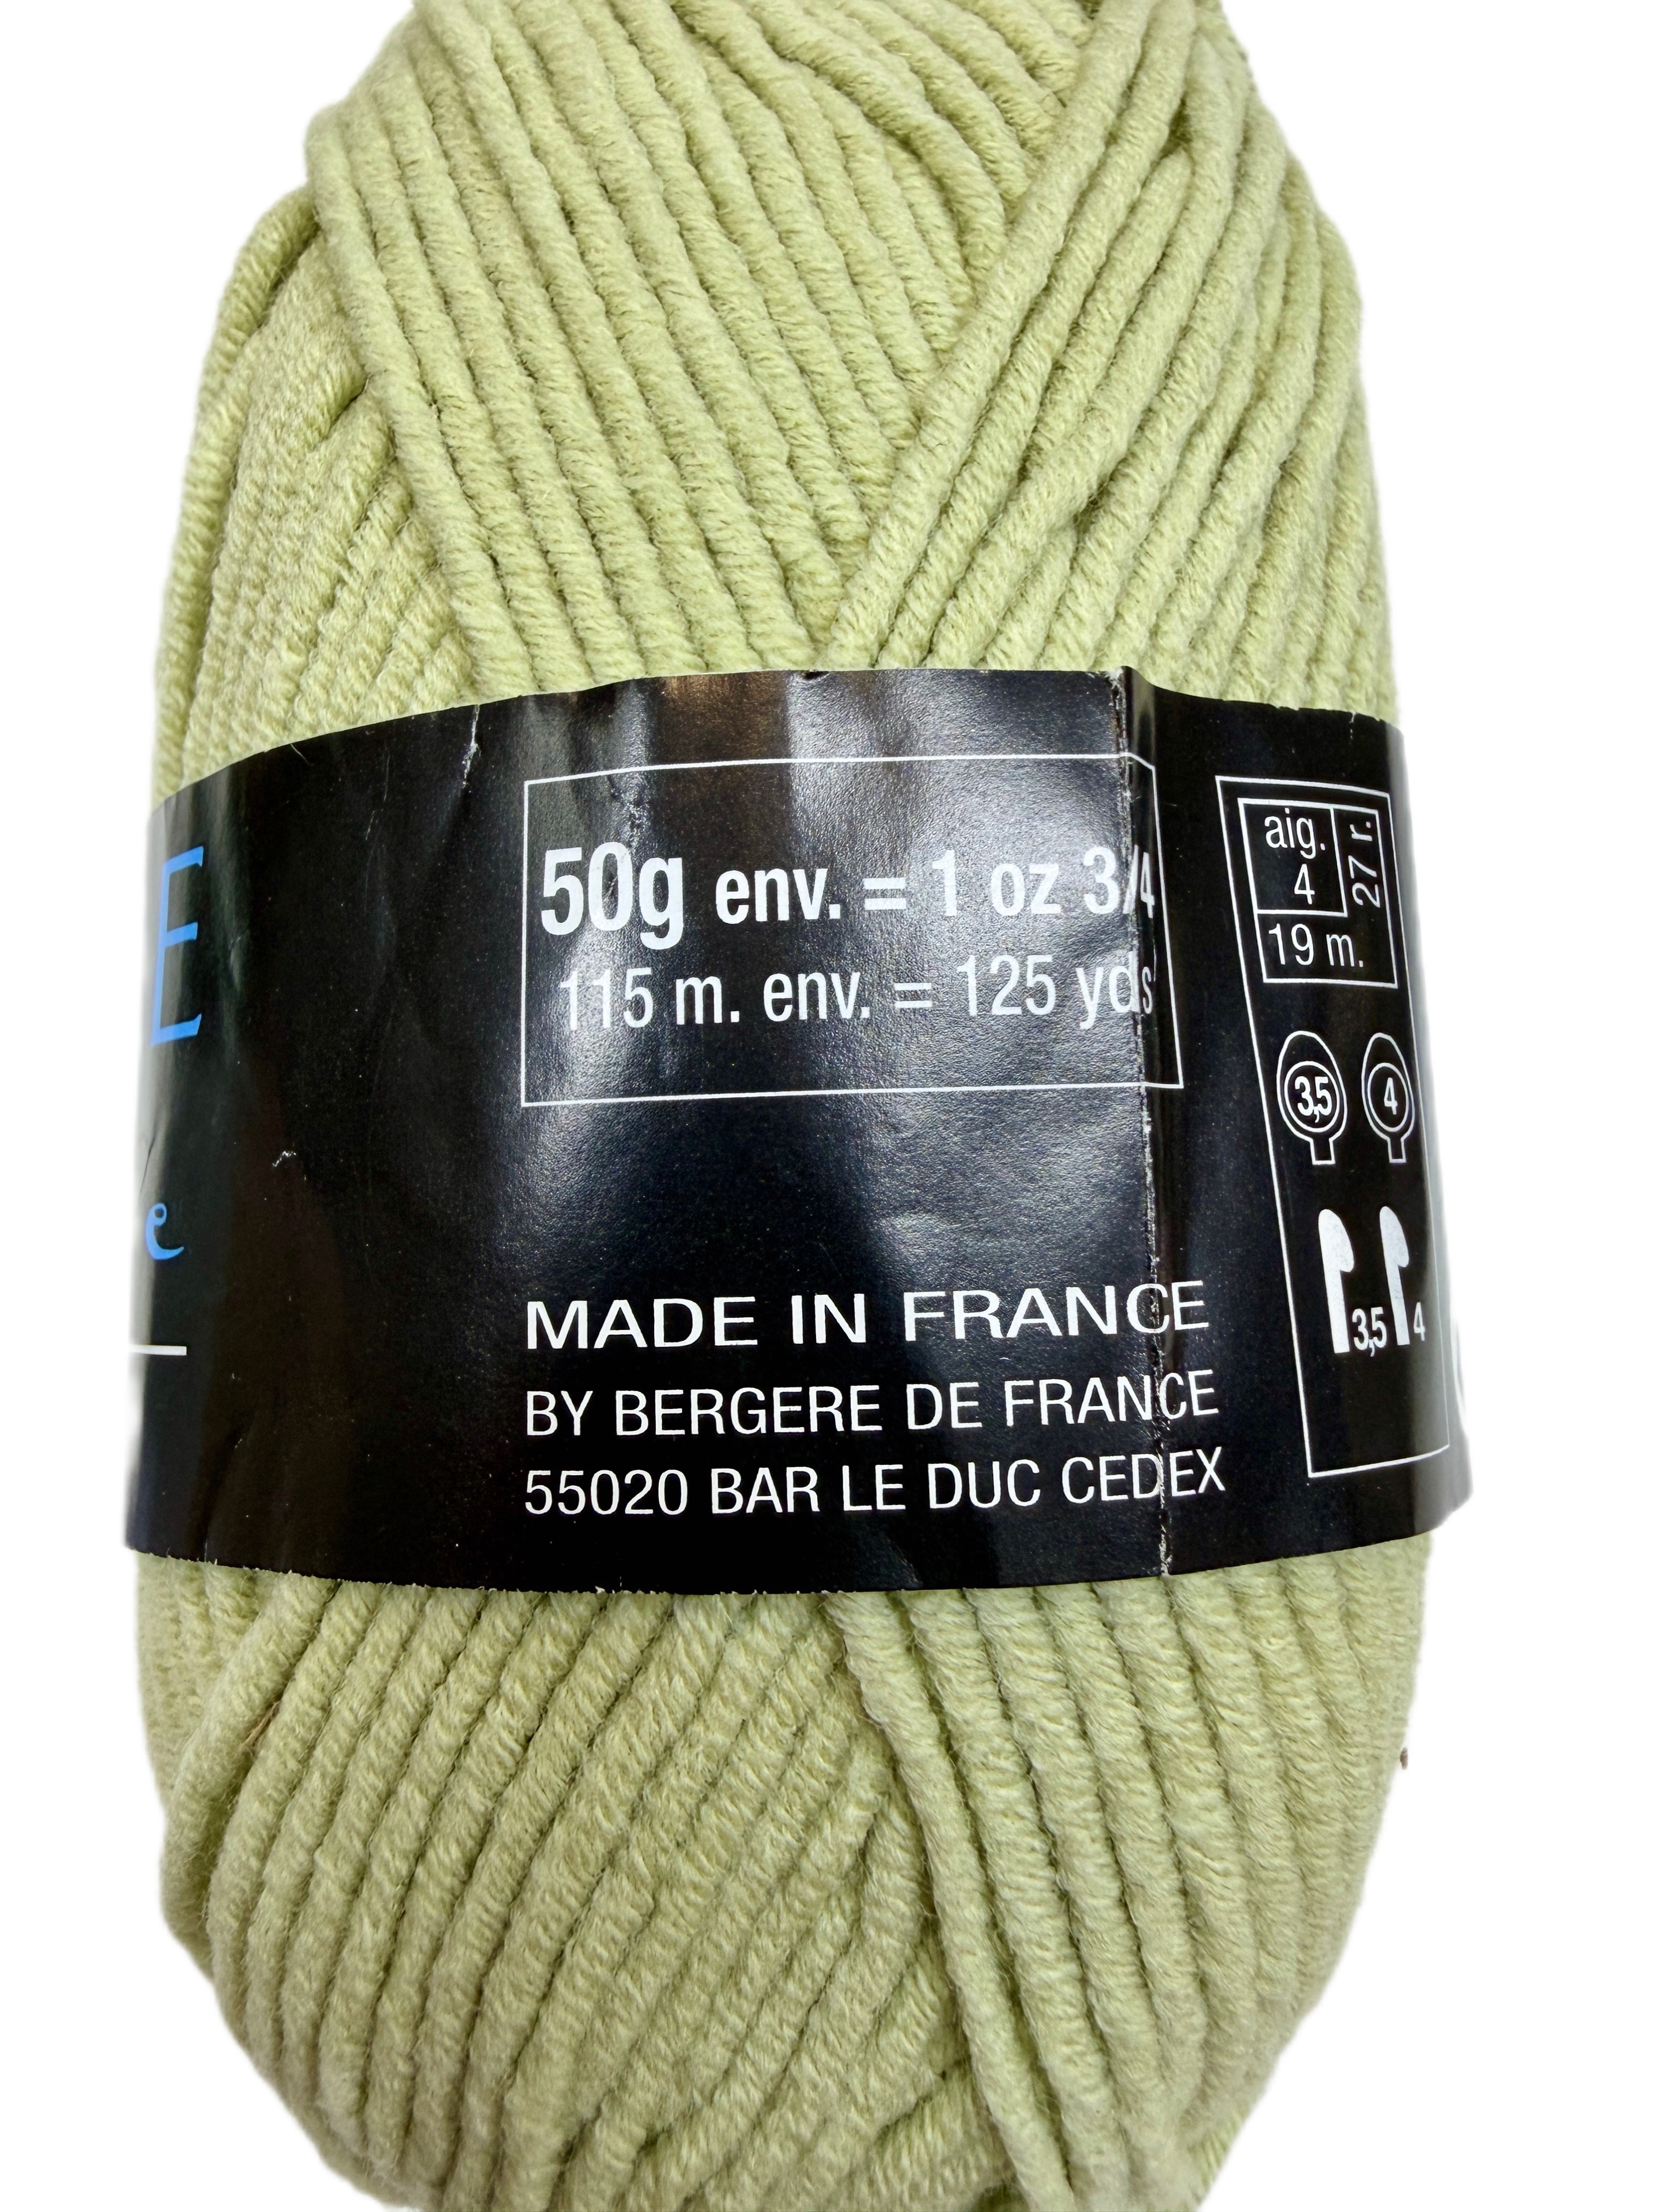 E
e
50g env. = 1 oz 3/4
115 m. env. = 125 yds
MADE IN FRANCE
BY BERGERE DE FRANCE
55020 BAR LE DUC CEDEX
aig.
4
27 r.
19 m.
3,5 4
3,5 4